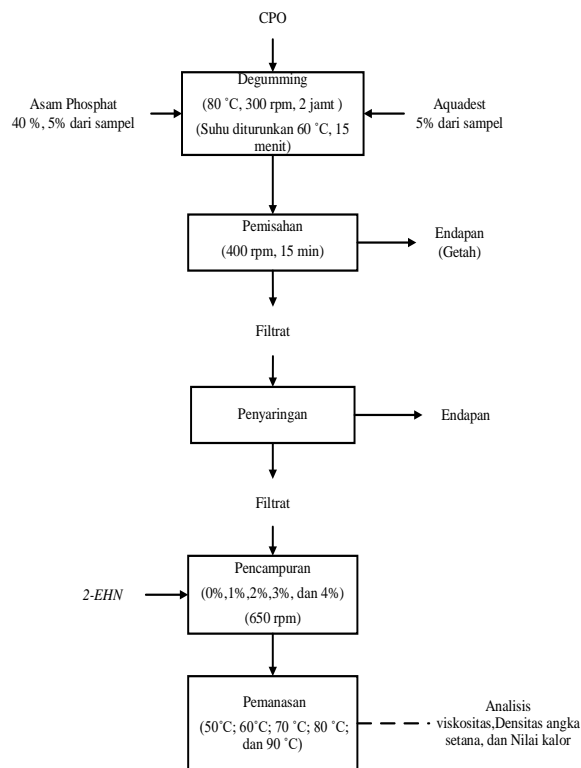 CPO
Degumming
(80 ˚C, 300 rpm, 2 jamt )
(Suhu diturunkan 60 ˚C, 15
menit)
Asam Phosphat
40 %, 5% dari sampel
Aquadest
5% dari sampel
Pemisahan
(400 rpm, 15 min)
Endapan
(Getah)
Filtrat
Penyaringan
Endapan
Filtrat
Pencampuran
(0%,1%,2%,3%, dan 4%)
(650 rpm)
2-EHN
Pemanasan
(50˚C; 60˚C; 70 ˚C; 80 ˚C;
dan 90 ˚C)
Analisis
viskositas,Densitas angka
setana, dan Nilai kalor